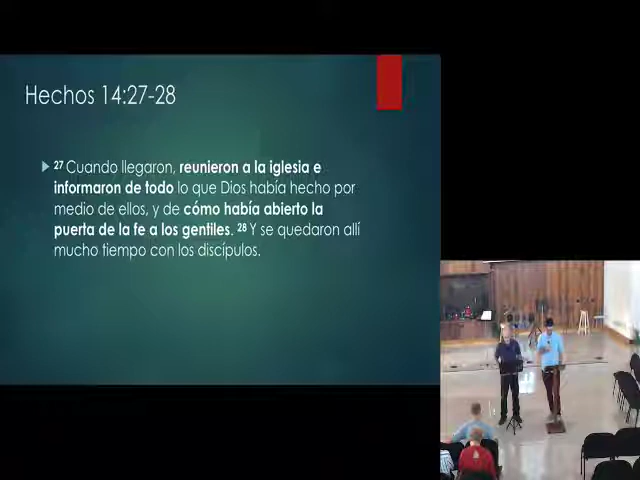 Hechos 14:27-28
27 Cuando llegaron, reunieron a la iglesia e
informaron de todo lo que Dios había hecho por
medio de ellos, y de cómo había abierto la
puerta de la fe a los gentiles. 28 Y se quedaron allí
mucho tiempo con los discípulos.